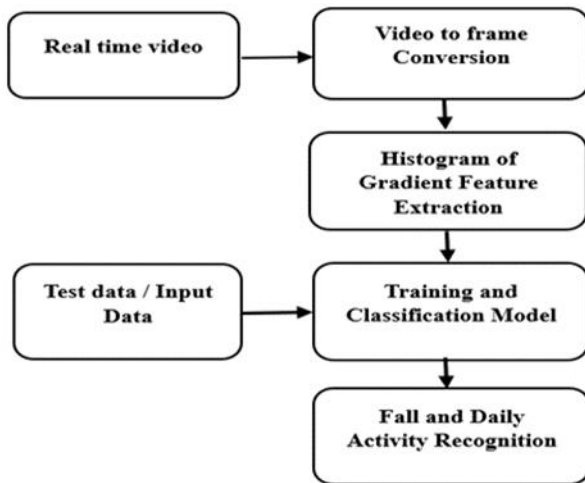 Real time video
Video to frame
Conversion
Histogram of
Gradient Feature
Extraction
Test data / Input
Data
Training and
Classification Model
Fall and Daily
Activity Recognition